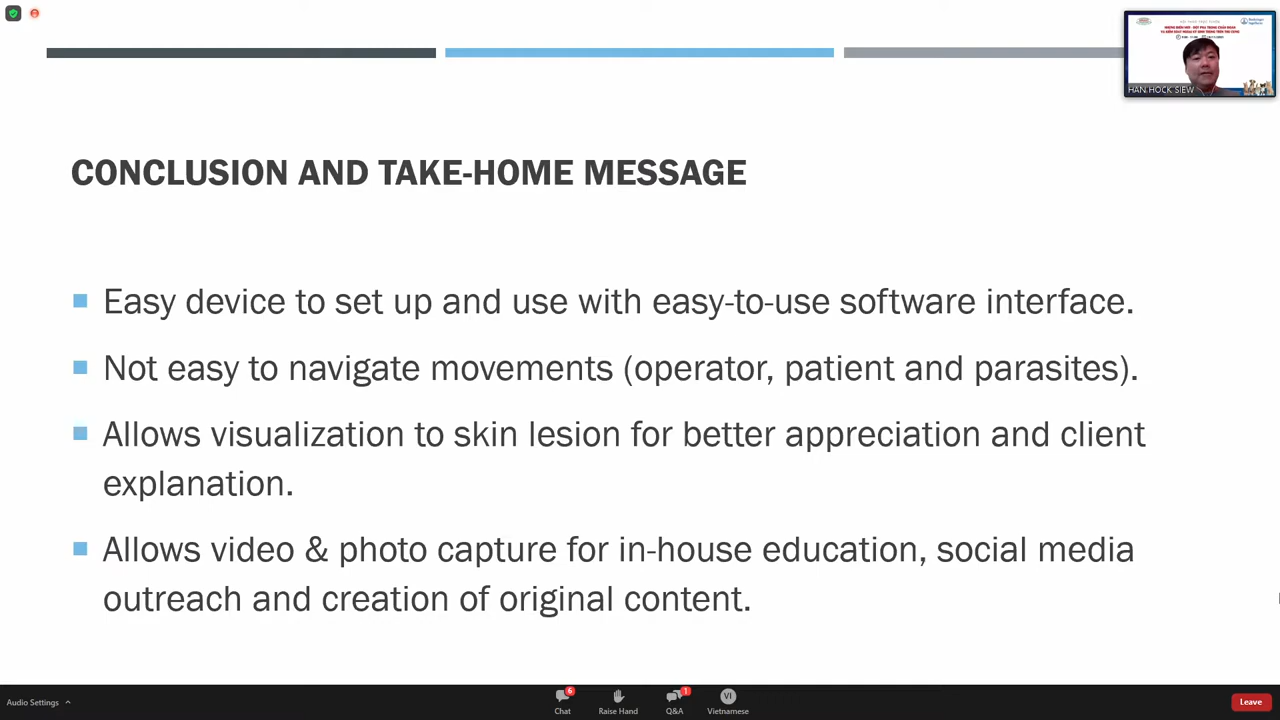 HAN HOCK SIEW
CONCLUSION AND TAKE-HOME MESSAGE
Easy device to set up and use with easy-to-use software interface.
Not easy to navigate movements (operator, patient and parasites).
Allows visualization to skin lesion for better appreciation and client
explanation.
Allows video & photo capture for in-house education, social media
outreach and creation of original content.
Audio Settings
6
Chat
Raise Hand
1
Q&A
VI
Vietnamese
Leave